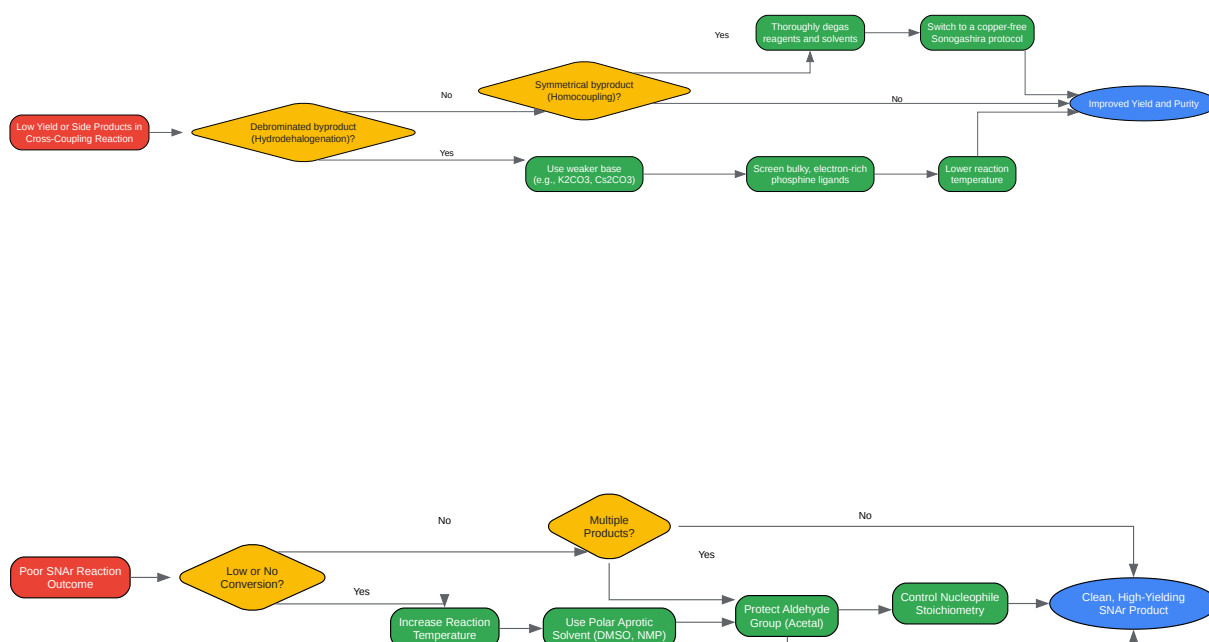 Yes
Thoroughly degas
reagents and solvents
Switch to a copper-free
Sonogashira protocol
Symmetrical byproduct
(Homocoupling)?
No
No
Improved Yield and Purity
Low Yield or Side Products in
Cross-Coupling Reaction
Debrominated byproduct
(Hydrodehalogenation)?
Yes
Use weaker base
(e.g., K2CO3, Cs2CO3)
Screen bulky, electron-rich
phosphine ligands
Lower reaction
temperature
No
Multiple
Products?
No
Yes
Poor SNAr Reaction
Outcome
Low or No
Conversion?
Yes
Increase Reaction
Temperature
Use Polar Aprotic
Solvent (DMSO, NMP)
Protect Aldehyde
Group (Acetal)
Control Nucleophile
Stoichiometry
Clean, High-Yielding
SNAr Product